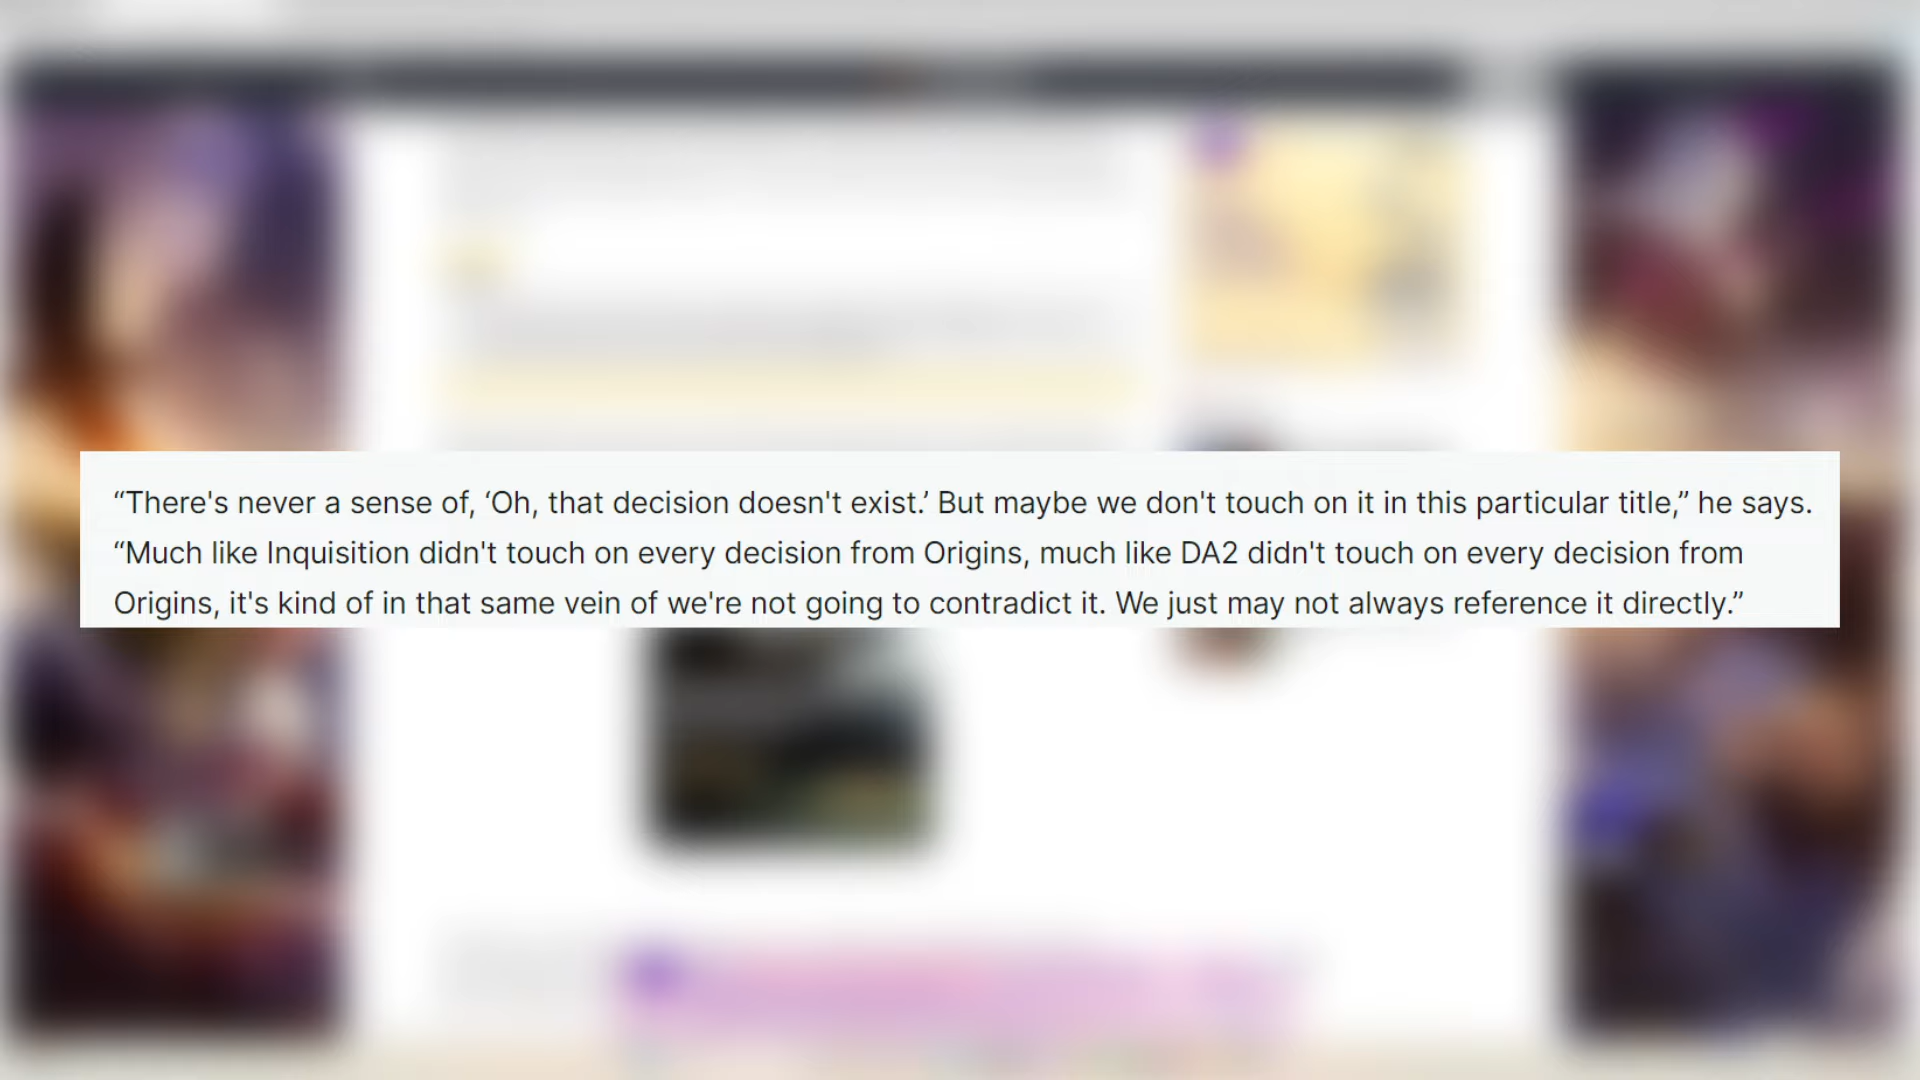 “There's never a sense of, ‘Oh, that decision doesn't exist.’ But maybe we don't touch on it in this particular title,” he says.
“Much like Inquisition didn't touch on every decision from Origins, much like DA2 didn't touch on every decision from
Origins, it's kind of in that same vein of we're not going to contradict it. We just may not always reference it directly.”